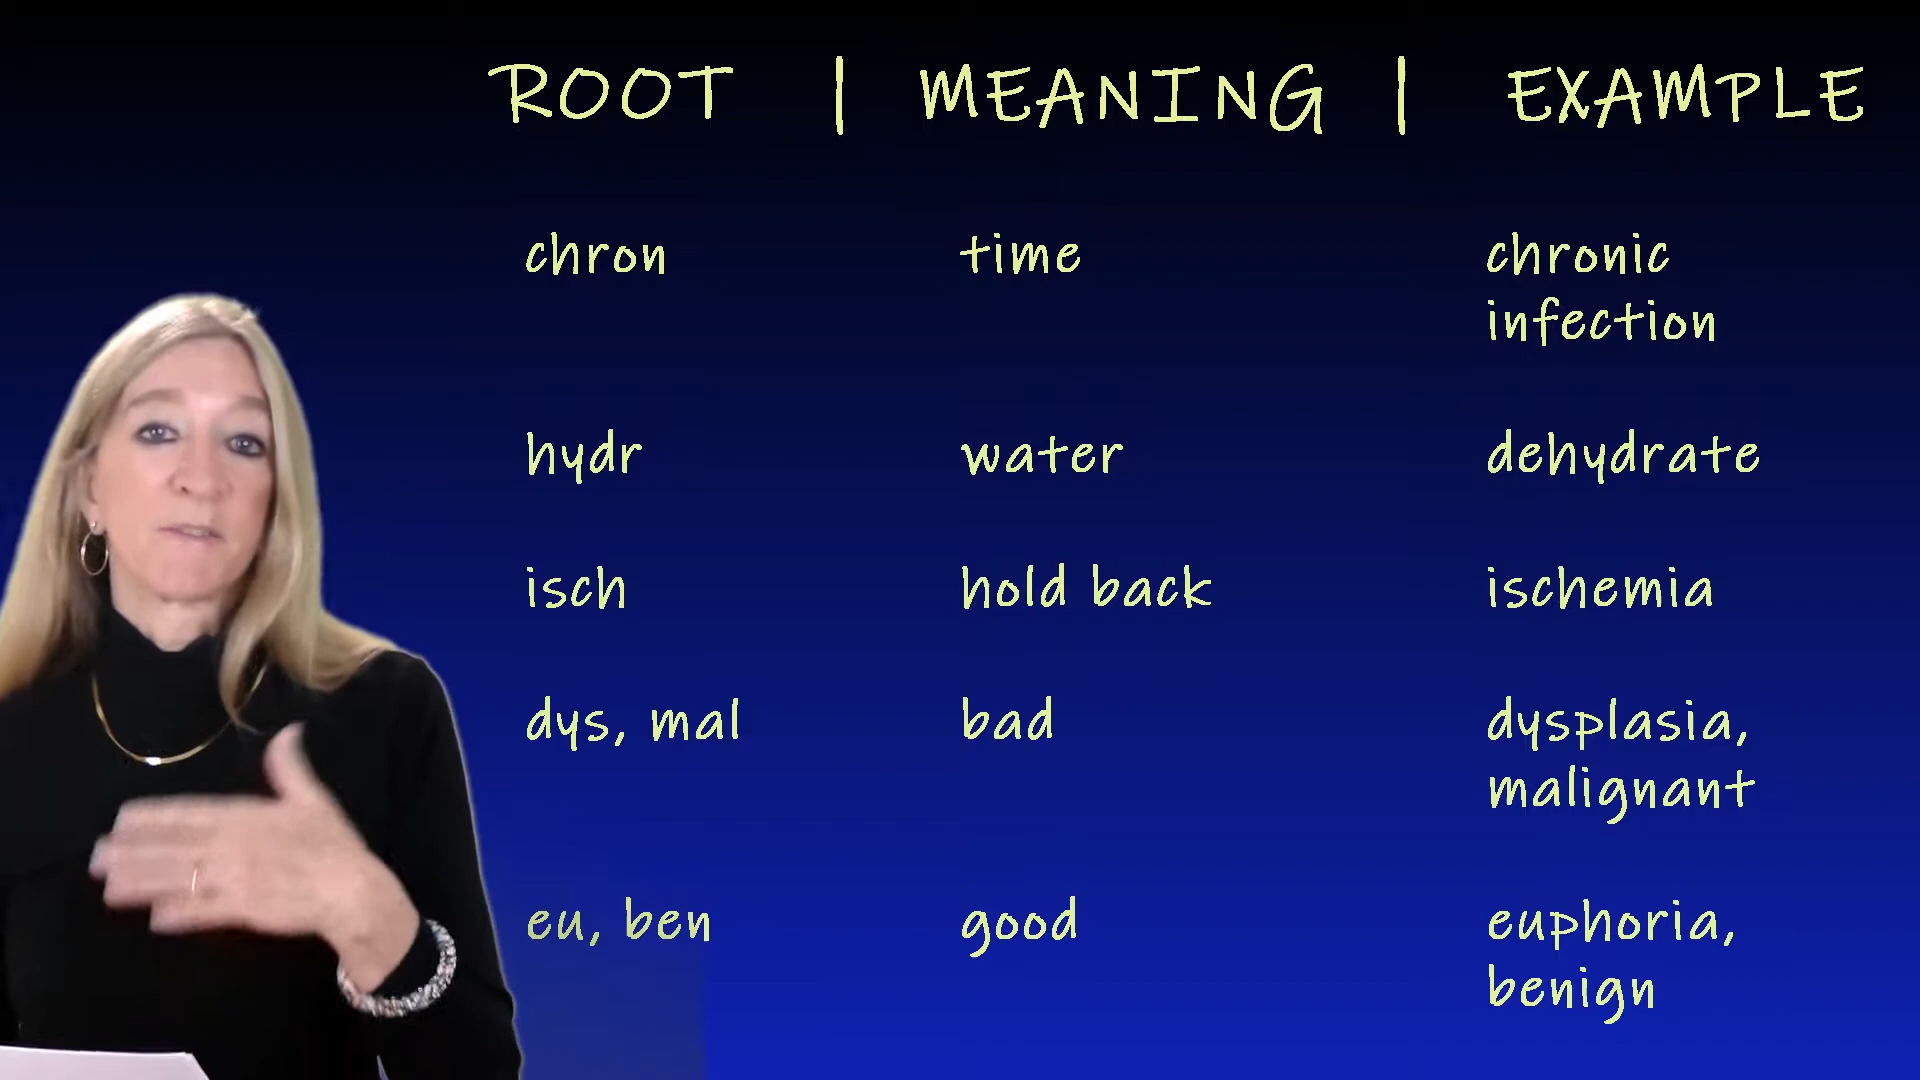 ROOT | MEANING | EXAMPLE
chron time chronic
infection
hydr water dehydrate
isch hold back ischemia
dys, mal bad dysplasia,
malignant
eu, ben good euphoria,
benign